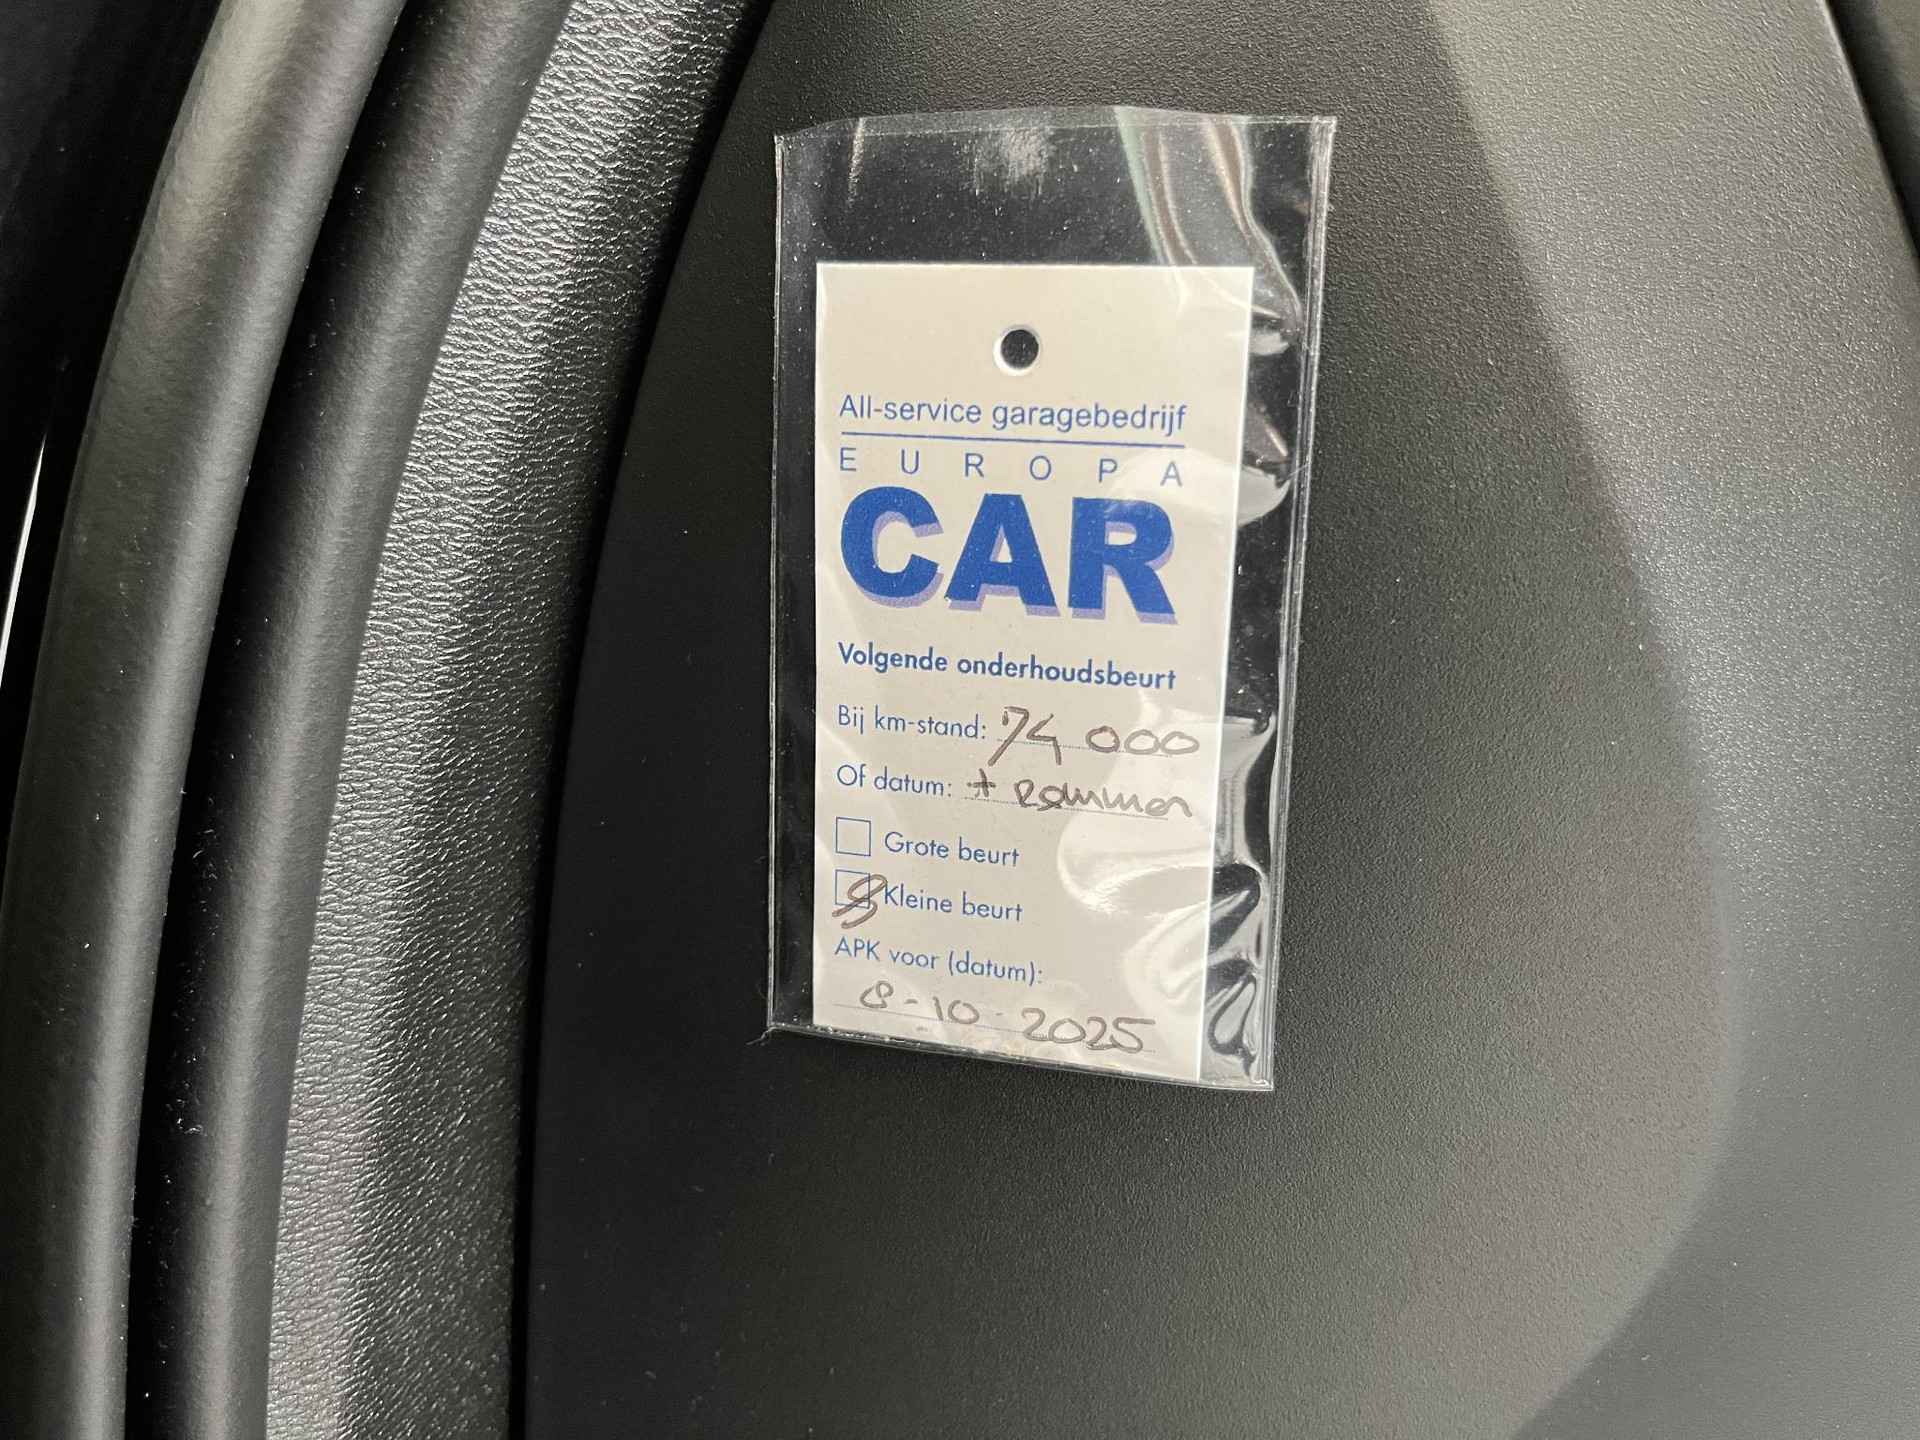 All-service garagebedrijf
EUROPA
CAR
Volgende onderhoudsbeurt
Bij km-stand: 74 000
Of datum: +
Grote beurt
Kleine beurt
APK voor (datum):
8-10-2025